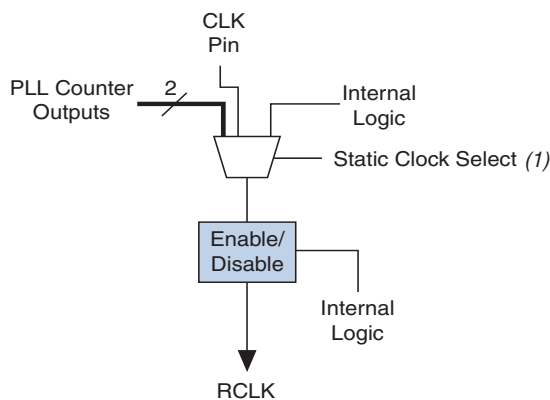 CLK
Pin
PLL Counter
Outputs
2
Internal
Logic
Static Clock Select (1)
Enable/
Disable
Internal
Logic
RCLK